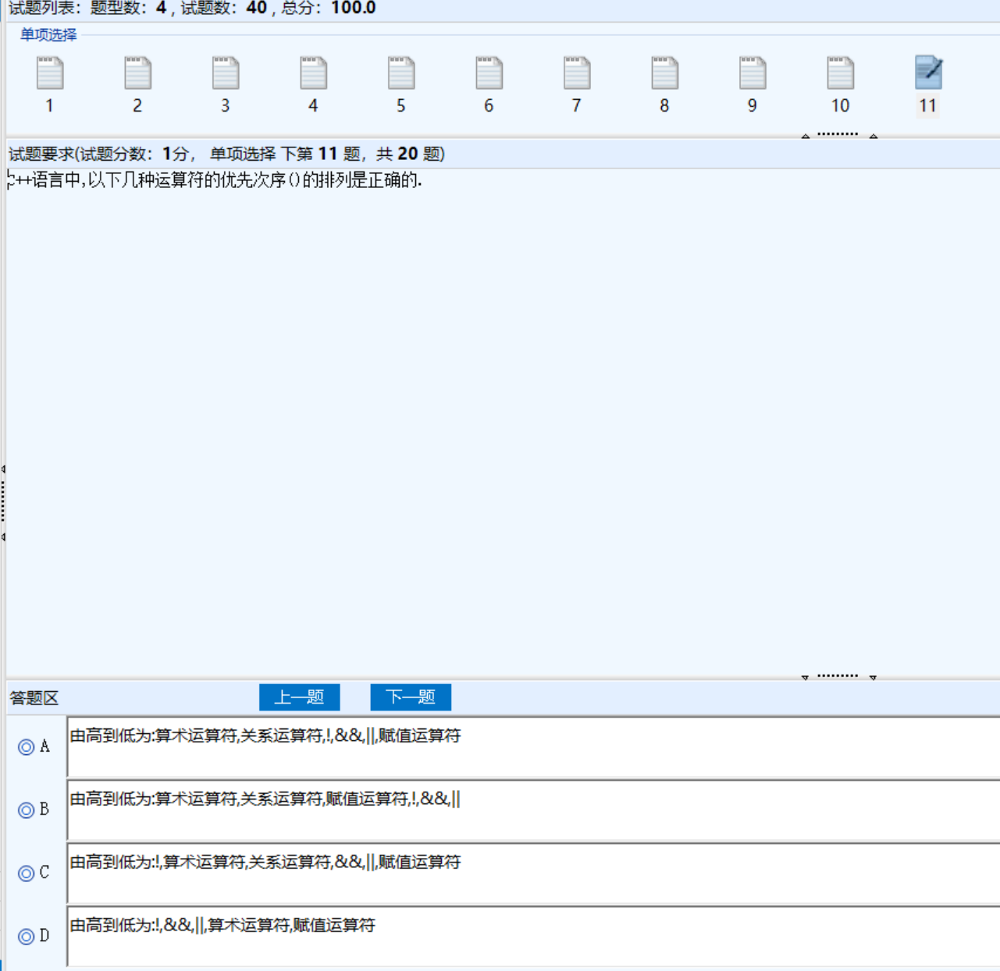 试题列表：题型数：4 , 试题数：40 , 总分：100.0
单项选择
1 2 3 4 5 6 7 8 9 10 11
试题要求(试题分数：1分， 单项选择 下第 11 题，共 20 题)
c++语言中,以下几种运算符的优先次序()的排列是正确的.
答题区 上一题 下一题
A 由高到低为:算术运算符,关系运算符,!,&&,||,赋值运算符
B 由高到低为:算术运算符,关系运算符,赋值运算符,!,&&,||
C 由高到低为:!,算术运算符,关系运算符,&&,||,赋值运算符
D 由高到低为:!,&&,||,算术运算符,赋值运算符